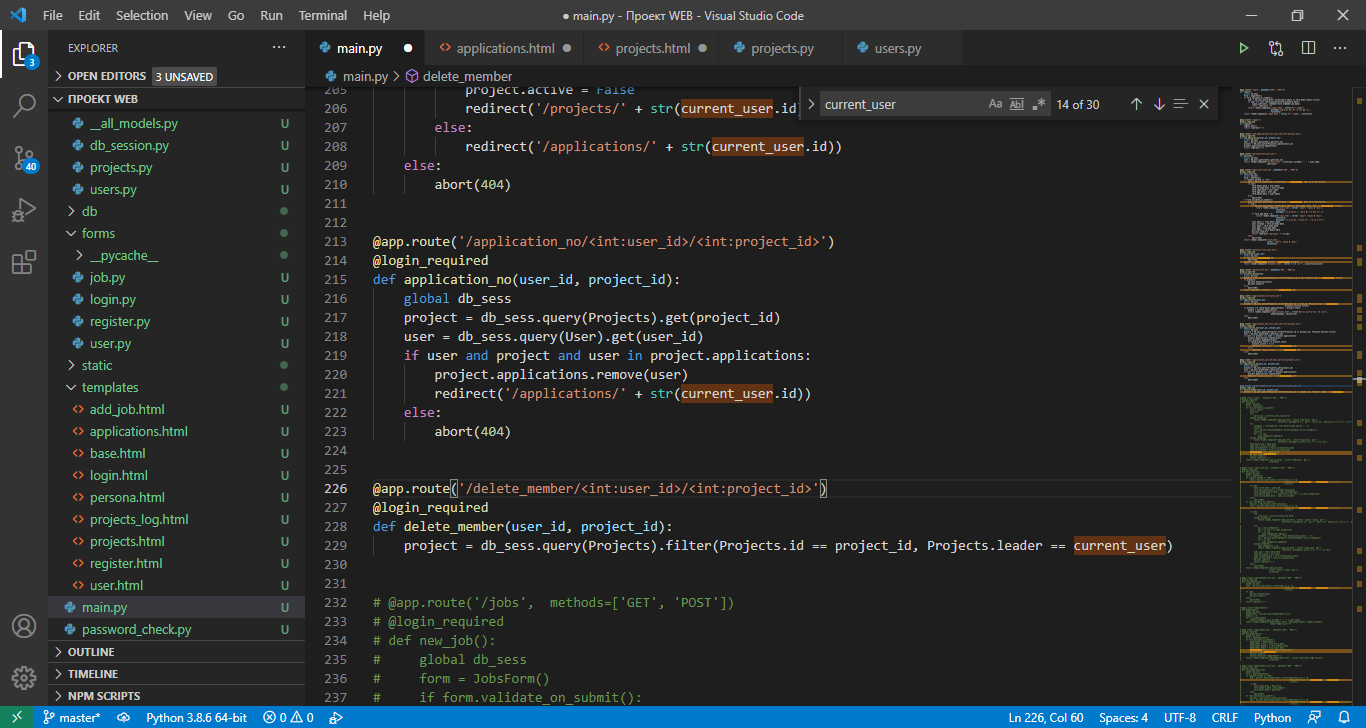 File Edit Selection View Go Run Terminal Help
● main.py - Проект WEB - Visual Studio Code
EXPLORER ...
OPEN EDITORS 3 UNSAVED
ПРОЕКТ WEB
__all_models.py U
db_session.py U
projects.py U
users.py U
db
forms
__pycache__
job.py U
login.py U
register.py U
user.py U
static
templates
add_job.html U
applications.html U
base.html U
login.html U
persona.html U
projects_log.html U
projects.html U
register.html U
user.html U
main.py U
password_check.py U
OUTLINE
TIMELINE
NPM SCRIPTS
3
40
main.py ● applications.html ● projects.html ● projects.py users.py
main.py > delete_member
current_user Aa Abl .* 14 of 30
205 project.active = False
206 redirect('/projects/' + str(current_user.id
207 else:
208 redirect('/applications/' + str(current_user.id))
209 else:
210 abort(404)
211
212
213 @app.route('/application_no/<int:user_id>/<int:project_id>')
214 @login_required
215 def application_no(user_id, project_id):
216 global db_sess
217 project = db_sess.query(Projects).get(project_id)
218 user = db_sess.query(User).get(user_id)
219 if user and project and user in project.applications:
220 project.applications.remove(user)
221 redirect('/applications/' + str(current_user.id))
222 else:
223 abort(404)
224
225
226 @app.route('/delete_member/<int:user_id>/<int:project_id>')
227 @login_required
228 def delete_member(user_id, project_id):
229 project = db_sess.query(Projects).filter(Projects.id == project_id, Projects.leader == current_user)
230
231
232 # @app.route('/jobs',  methods=['GET', 'POST'])
233 # @login_required
234 # def new_job():
235 #     global db_sess
236 #     form = JobsForm()
237 #     if form.validate_on_submit():
master* Python 3.8.6 64-bit 0 0
Ln 226, Col 60 Spaces: 4 UTF-8 CRLF Python